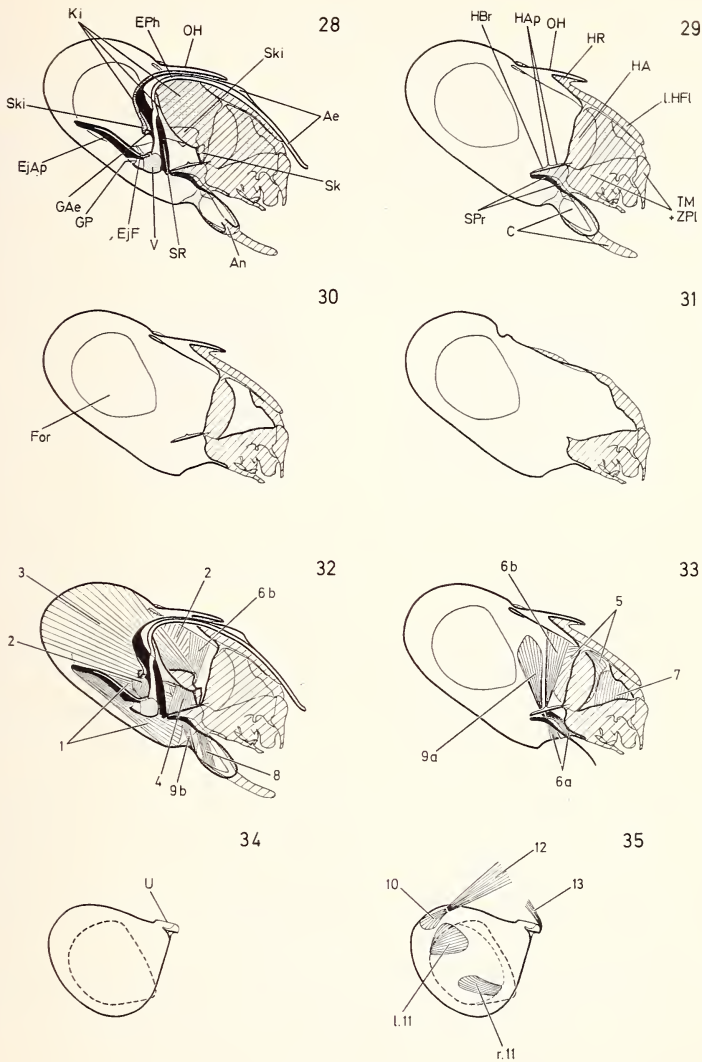 28
Ki
EPh
OH
Ski
Ae
Ski
EjAp
GAe
GP
EjF
V
SR
An
Sk
29
HBr
HAp
OH
HR
HA
l.HFl
SPr
C
TM
+ZPl
30
For
31
32
3
2
2
6b
1
4
9b
8
33
6b
5
7
9a
6a
34
U
35
10
12
13
l.11
r.11